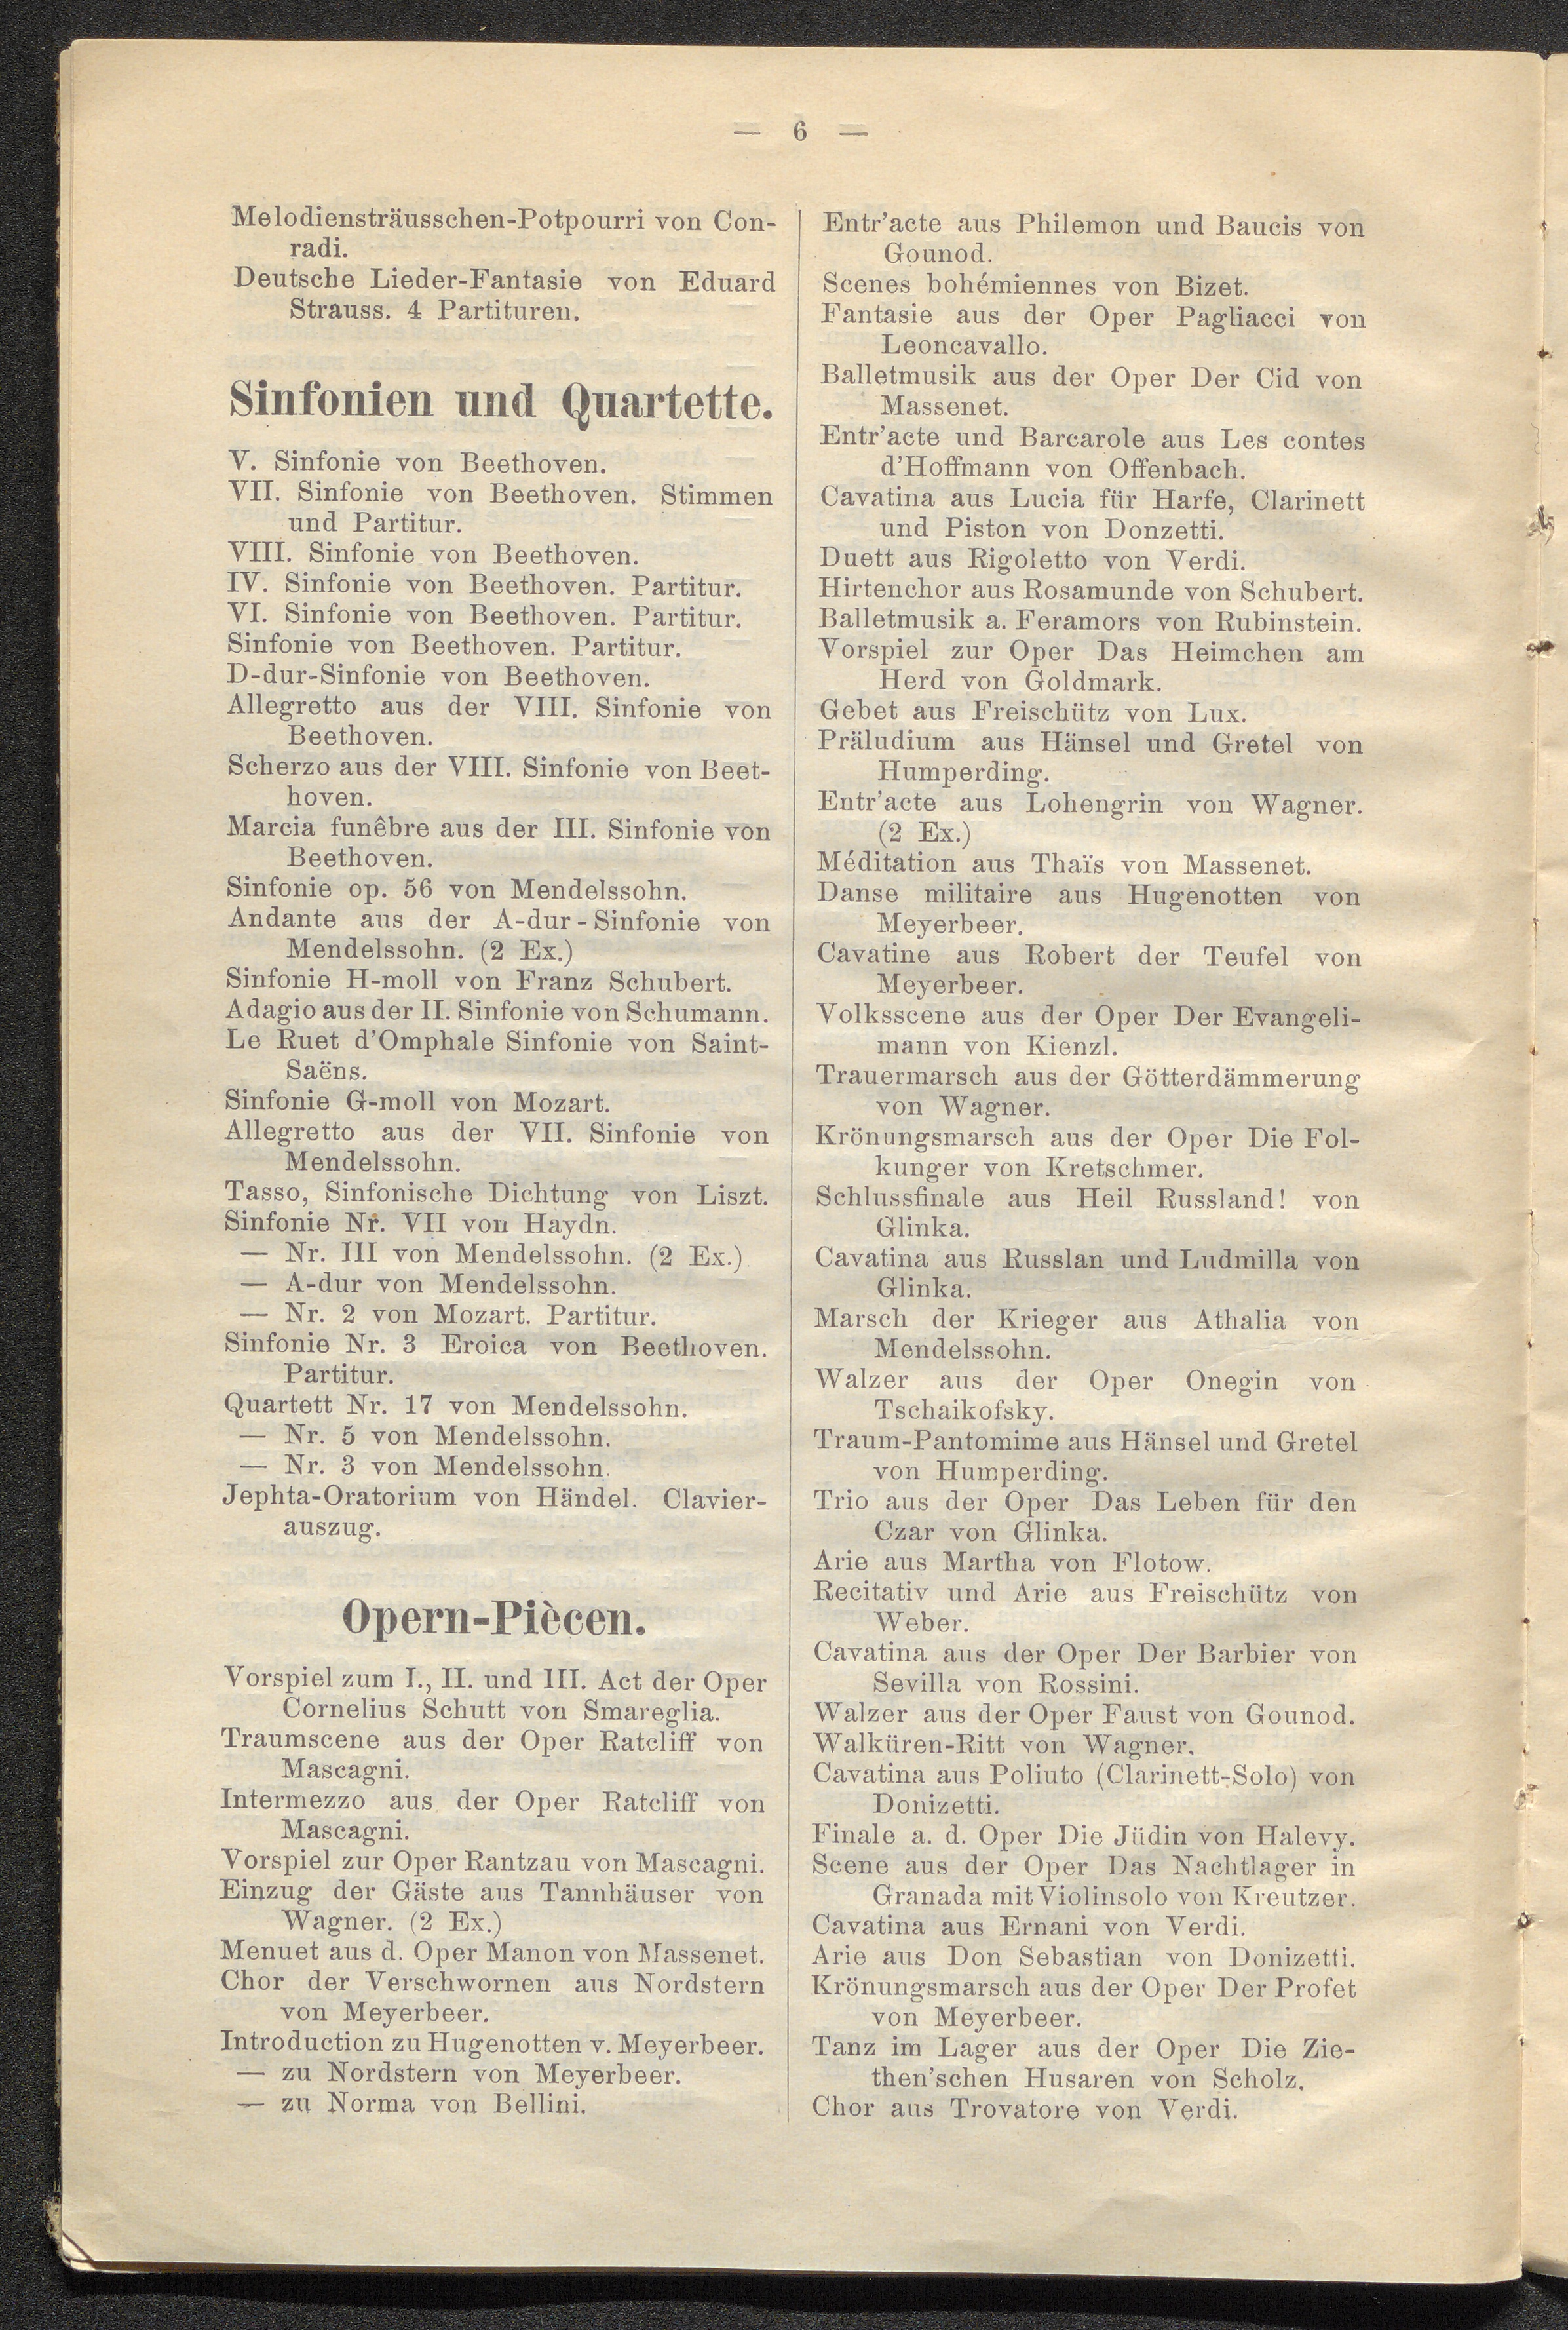 — 6 —
Melodiensträusschen-Potpourri von Con-
radi.
Deutsche Lieder-Fantasie von Eduard
Strauss. 4 Partituren.
Sinfonien und Quartette.
V. Sinfonie von Beethoven.
VII. Sinfonie von Beethoven. Stimmen
und Partitur.
VIII. Sinfonie von Beethoven.
IV. Sinfonie von Beethoven. Partitur.
VI. Sinfonie von Beethoven. Partitur.
Sinfonie von Beethoven. Partitur.
D-dur-Sinfonie von Beethoven.
Allegretto aus der VIII. Sinfonie von
Beethoven.
Scherzo aus der VIII. Sinfonie von Beet-
hoven.
Marcia funêbre aus der III. Sinfonie von
Beethoven.
Sinfonie op. 56 von Mendelssohn.
Andante aus der A-dur-Sinfonie von
Mendelssohn. (2 Ex.)
Sinfonie H-moll von Franz Schubert.
Adagio aus der II. Sinfonie von Schumann.
Le Ruet d'Omphale Sinfonie von Saint-
Saëns.
Sinfonie G-moll von Mozart.
Allegretto aus der VII. Sinfonie von
Mendelssohn.
Tasso, Sinfonische Dichtung von Liszt.
Sinfonie Nr. VII von Haydn.
— Nr. III von Mendelssohn. (2 Ex.)
— A-dur von Mendelssohn.
— Nr. 2 von Mozart. Partitur.
Sinfonie Nr. 3 Eroica von Beethoven.
Partitur.
Quartett Nr. 17 von Mendelssohn.
— Nr. 5 von Mendelssohn.
— Nr. 3 von Mendelssohn.
Jephta-Oratorium von Händel. Clavier-
auszug.
Opern-Piècen.
Vorspiel zum I., II. und III. Act der Oper
Cornelius Schutt von Smareglia.
Traumscene aus der Oper Ratcliff von
Mascagni.
Intermezzo aus der Oper Ratcliff von
Mascagni.
Vorspiel zur Oper Rantzau von Mascagni.
Einzug der Gäste aus Tannhäuser von
Wagner. (2 Ex.)
Menuet aus d. Oper Manon von Massenet.
Chor der Verschwornen aus Nordstern
von Meyerbeer.
Introduction zu Hugenotten v. Meyerbeer.
— zu Nordstern von Meyerbeer.
— zu Norma von Bellini.
Entr'acte aus Philemon und Baucis von
Gounod.
Scenes bohémiennes von Bizet.
Fantasie aus der Oper Pagliacci von
Leoncavallo.
Balletmusik aus der Oper Der Cid von
Massenet.
Entr'acte und Barcarole aus Les contes
d'Hoffmann von Offenbach.
Cavatina aus Lucia für Harfe, Clarinett
und Piston von Donzetti.
Duett aus Rigoletto von Verdi.
Hirtenchor aus Rosamunde von Schubert.
Balletmusik a. Feramors von Rubinstein.
Vorspiel zur Oper Das Heimchen am
Herd von Goldmark.
Gebet aus Freischütz von Lux.
Präludium aus Hänsel und Gretel von
Humperding.
Entr'acte aus Lohengrin von Wagner.
(2 Ex.)
Méditation aus Thaïs von Massenet.
Danse militaire aus Hugenotten von
Meyerbeer.
Cavatine aus Robert der Teufel von
Meyerbeer.
Volksscene aus der Oper Der Evangeli-
mann von Kienzl.
Trauermarsch aus der Götterdämmerung
von Wagner.
Krönungsmarsch aus der Oper Die Fol-
kunger von Kretschmer.
Schlussfinale aus Heil Russland! von
Glinka.
Cavatina aus Russlan und Ludmilla von
Glinka.
Marsch der Krieger aus Athalia von
Mendelssohn.
Walzer aus der Oper Onegin von
Tschaikofsky.
Traum-Pantomime aus Hänsel und Gretel
von Humperding.
Trio aus der Oper Das Leben für den
Czar von Glinka.
Arie aus Martha von Flotow.
Recitativ und Arie aus Freischütz von
Weber.
Cavatina aus der Oper Der Barbier von
Sevilla von Rossini.
Walzer aus der Oper Faust von Gounod.
Walküren-Ritt von Wagner.
Cavatina aus Poliuto (Clarinett-Solo) von
Donizetti.
Finale a. d. Oper Die Jüdin von Halevy.
Scene aus der Oper Das Nachtlager in
Granada mit Violinsolo von Kreutzer.
Cavatina aus Ernani von Verdi.
Arie aus Don Sebastian von Donizetti.
Krönungsmarsch aus der Oper Der Profet
von Meyerbeer.
Tanz im Lager aus der Oper Die Zie-
then'schen Husaren von Scholz.
Chor aus Trovatore von Verdi.